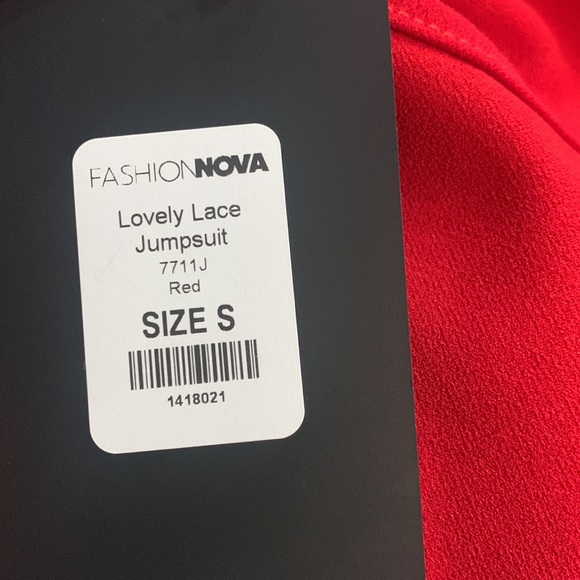 FASHIONNOVA
Lovely Lace
Jumpsuit
7711J
Red
SIZE S
1418021